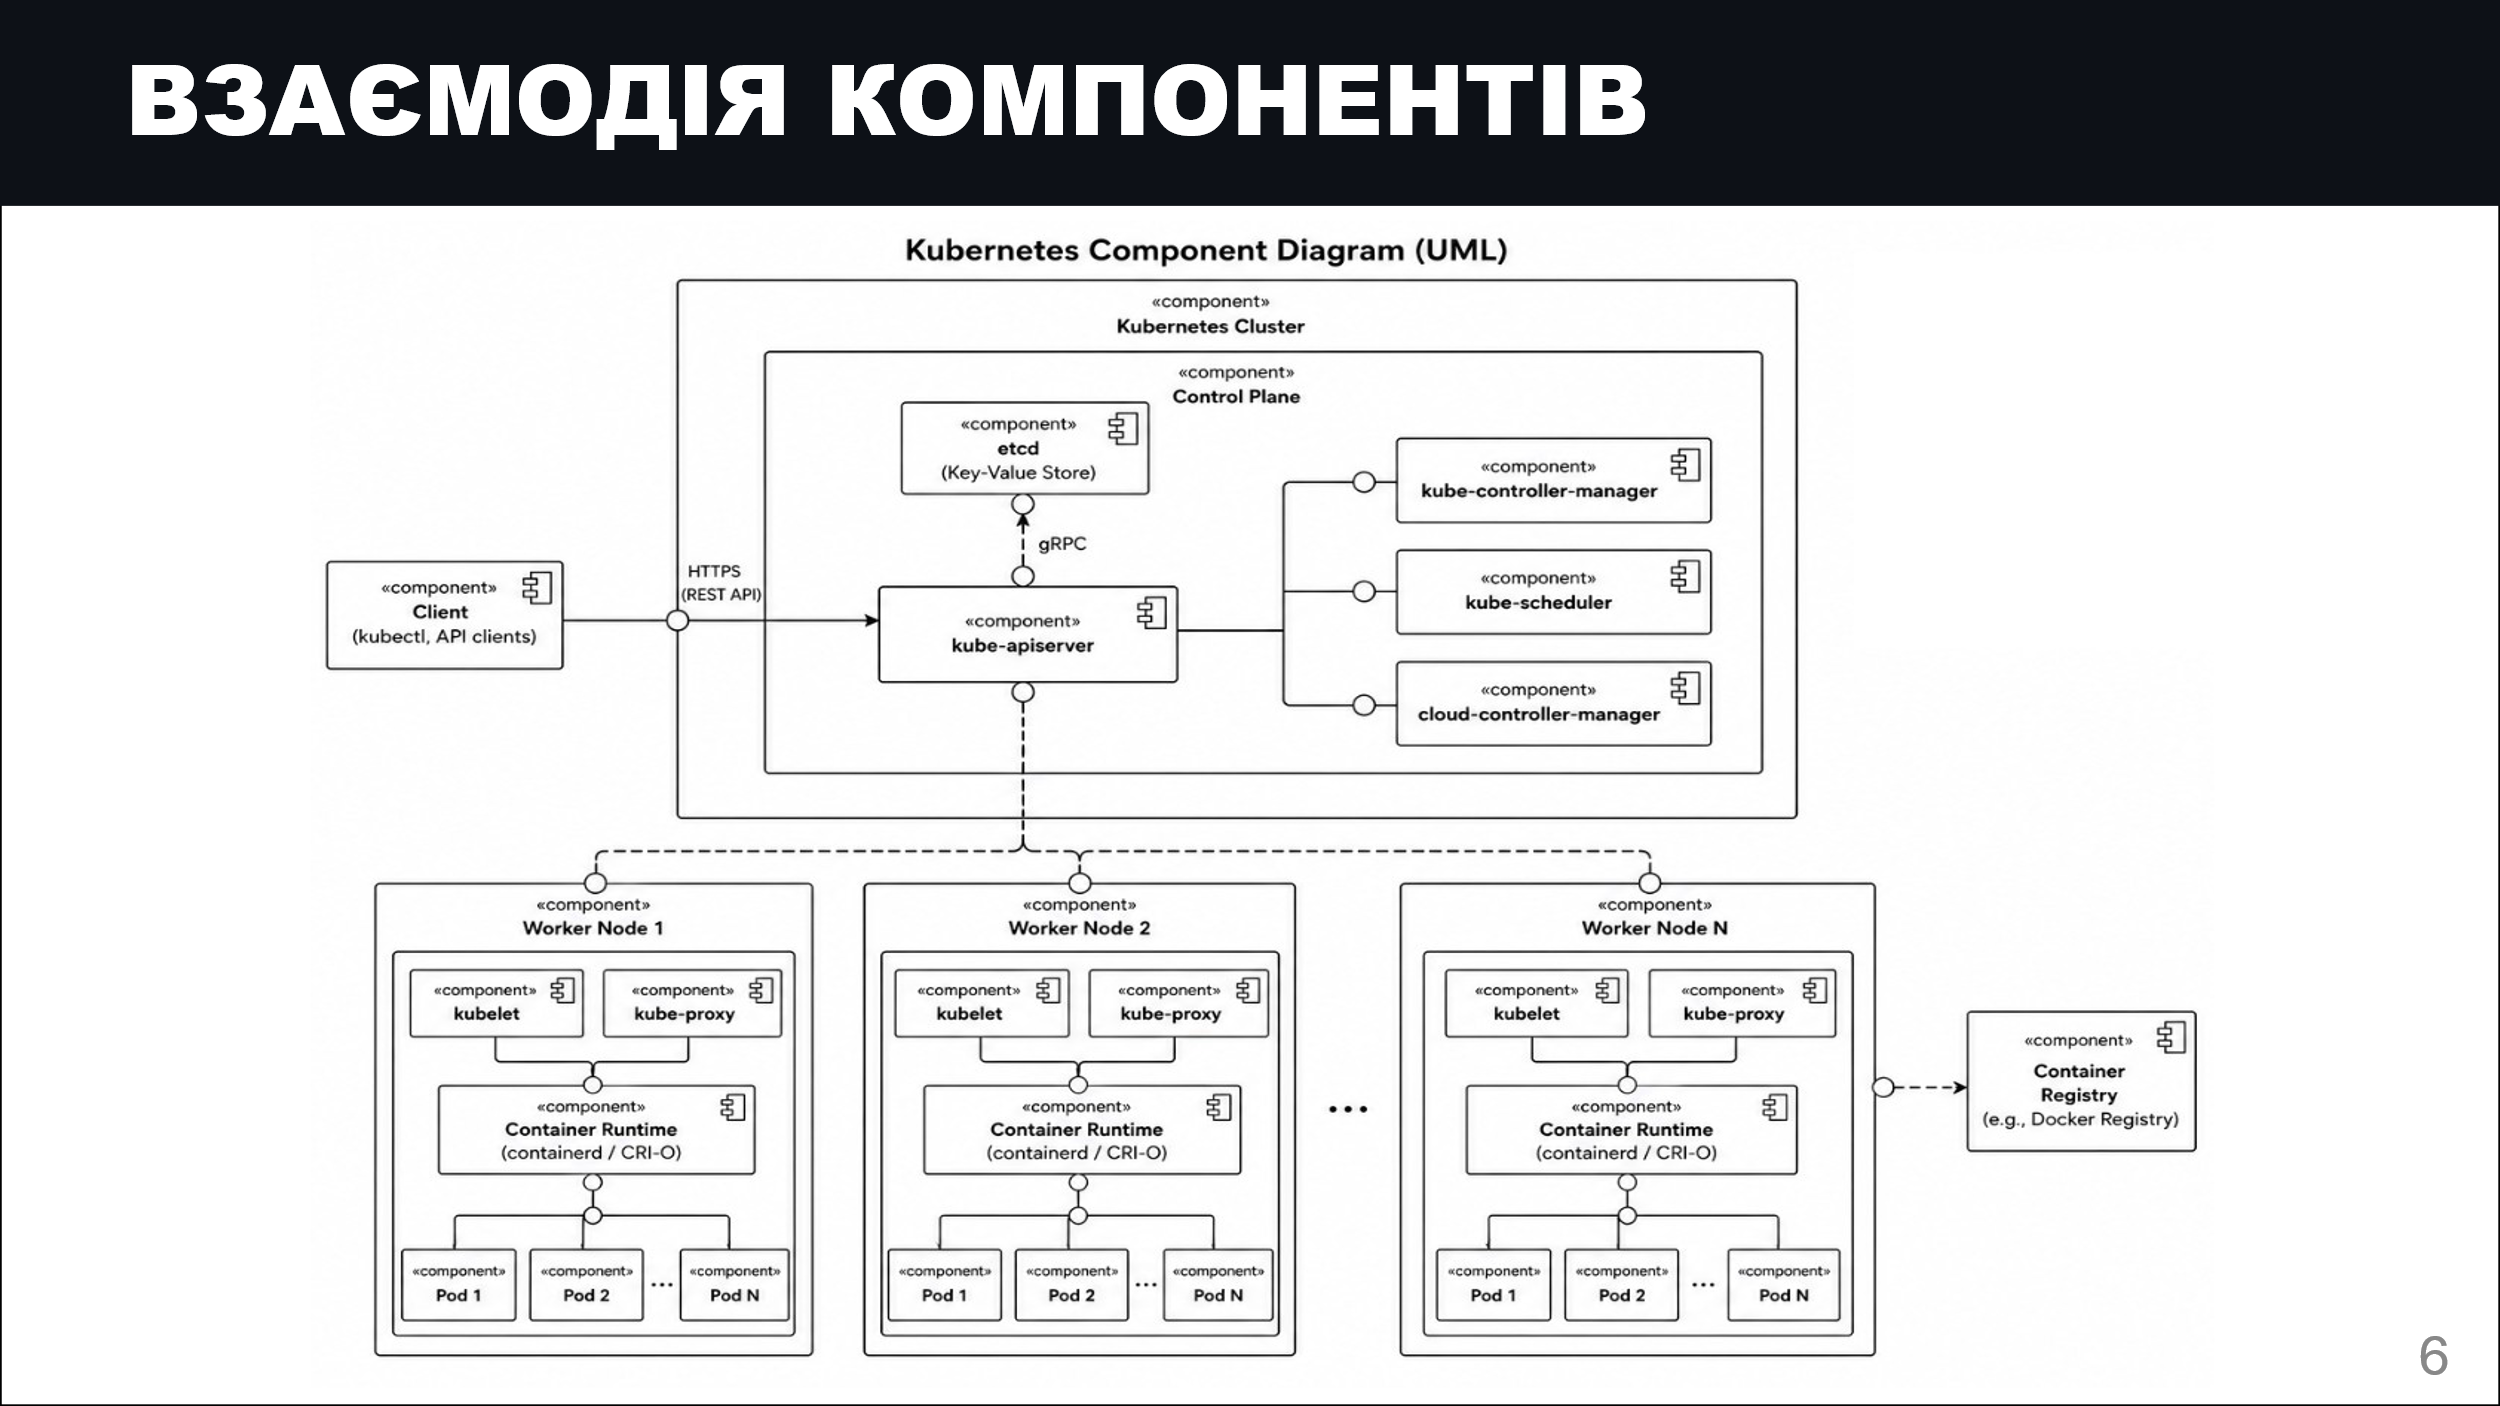 ВЗАЄМОДІЯ КОМПОНЕНТІВ
Kubernetes Component Diagram (UML)
«component»
Kubernetes Cluster
«component»
Control Plane
«component»
etcd
(Key-Value Store)
gRPC
«component»
kube-controller-manager
«component»
kube-scheduler
«component»
cloud-controller-manager
«component»
Client
(kubectl, API clients)
HTTPS
(REST API)
«component»
kube-apiserver
«component»
Worker Node 1
«component»
kubelet
«component»
kube-proxy
«component»
Container Runtime
(containerd / CRI-O)
«component»
Pod 1
«component»
Pod 2
...
«component»
Pod N
«component»
Worker Node 2
«component»
kubelet
«component»
kube-proxy
«component»
Container Runtime
(containerd / CRI-O)
«component»
Pod 1
«component»
Pod 2
...
«component»
Pod N
...
«component»
Worker Node N
«component»
kubelet
«component»
kube-proxy
«component»
Container Runtime
(containerd / CRI-O)
«component»
Pod 1
«component»
Pod 2
...
«component»
Pod N
«component»
Container
Registry
(e.g., Docker Registry)
6